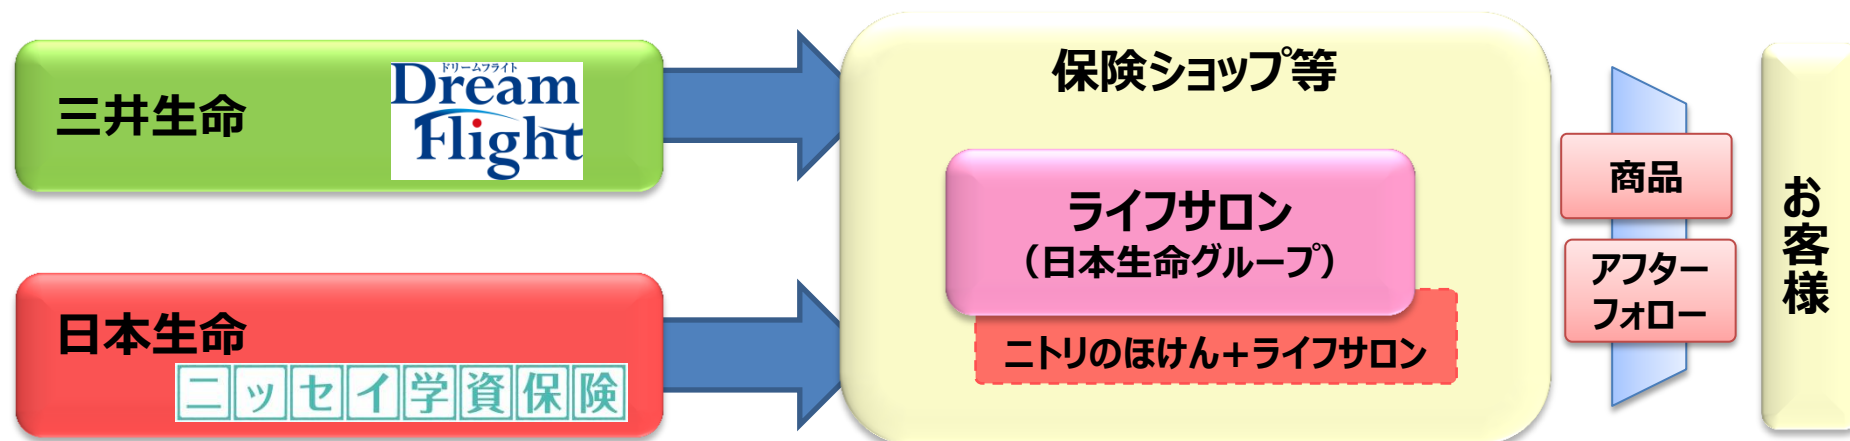 三井生命
ドリームフライト
Dream
Flight
日本生命
ニッセイ学資保険
保険ショップ等
ライフサロン
（日本生命グループ）
ニトリのほけん＋ライフサロン
商品
アフター
フォロー
お客様